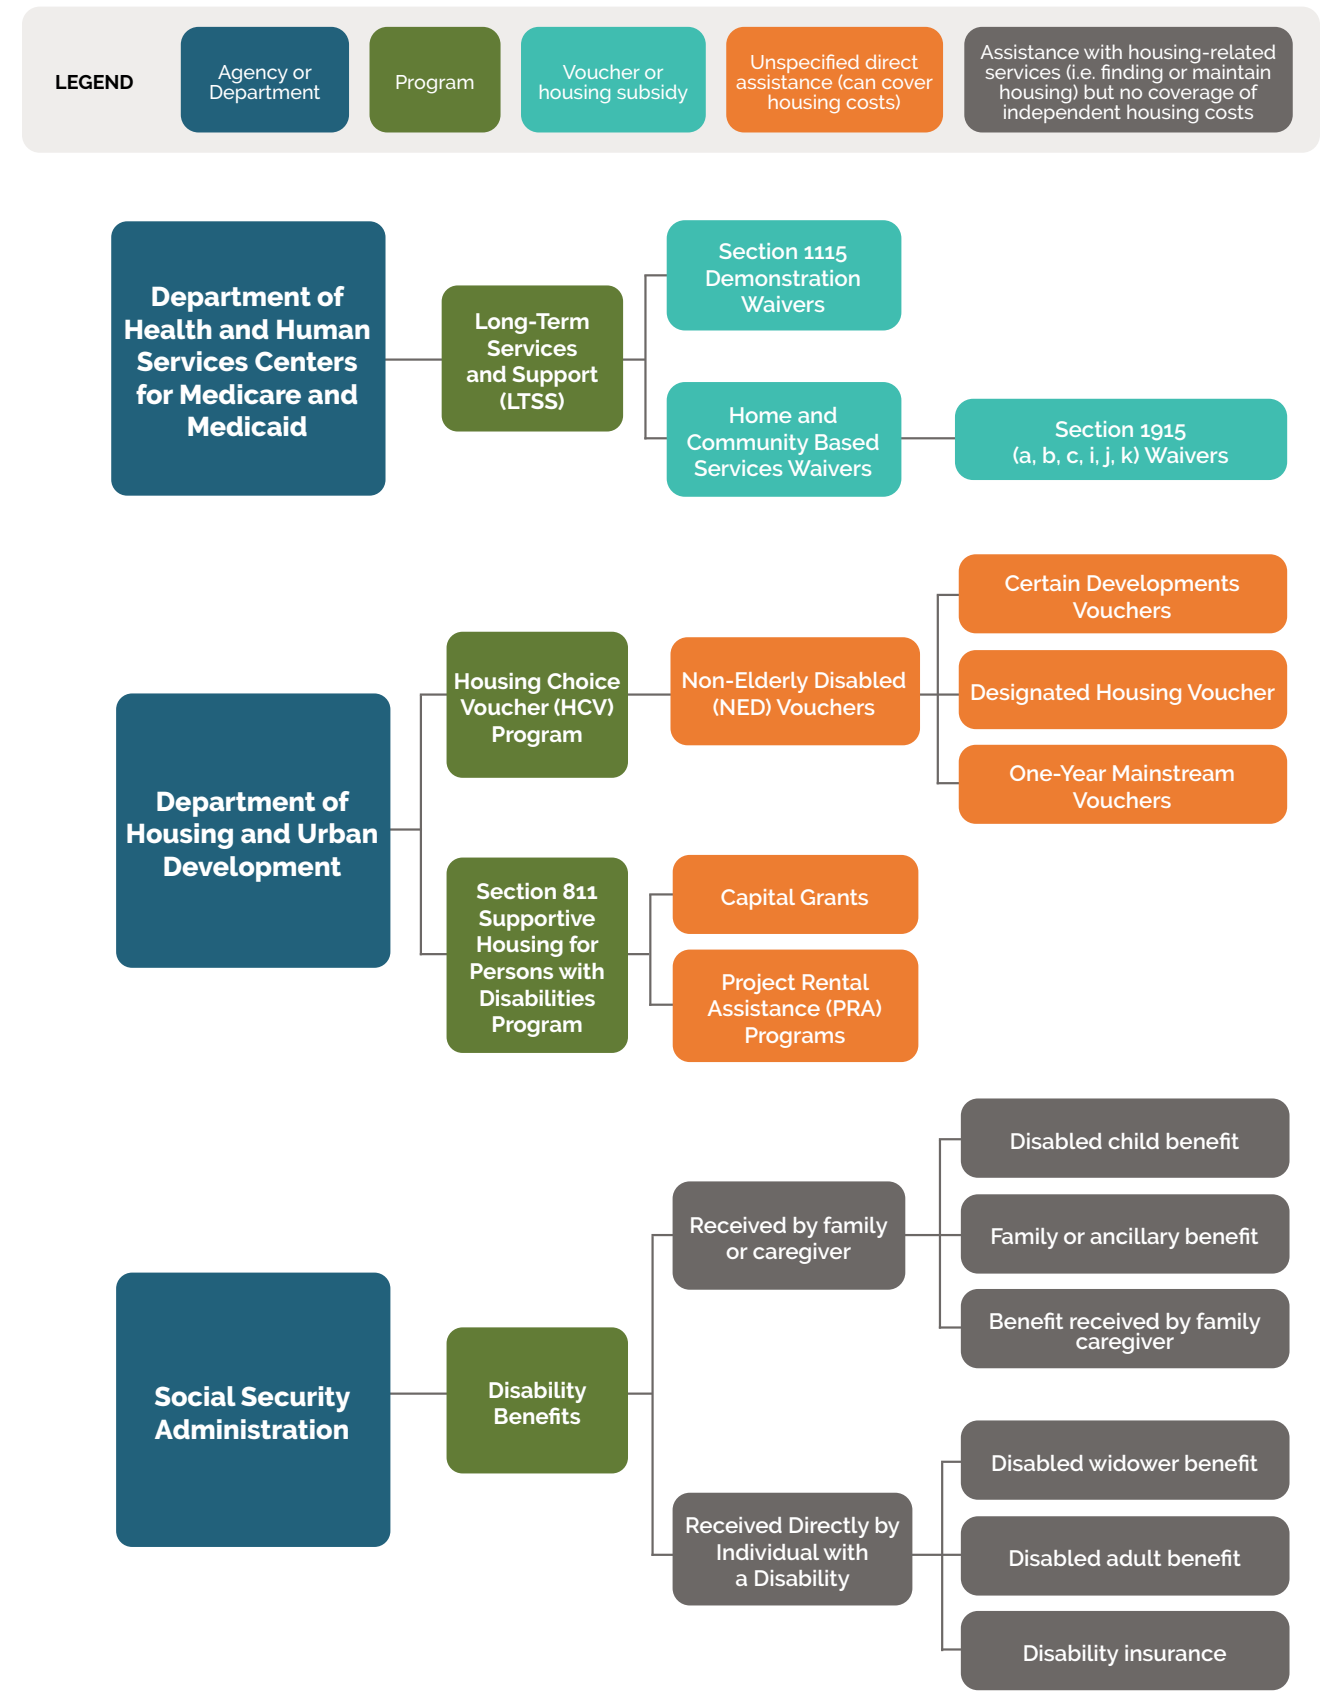 LEGEND
Agency or
Department
Program
Voucher or
housing subsidy
Unspecified direct
assistance (can cover
housing costs)
Assistance with housing-related
services (i.e. finding or maintain
housing) but no coverage of
independent housing costs
Department of
Health and Human
Services Centers
for Medicare and
Medicaid
Long-Term
Services
and Support
(LTSS)
Section 1115
Demonstration
Waivers
Home and
Community Based
Services Waivers
Section 1915
(a, b, c, i, j, k) Waivers
Department of
Housing and Urban
Development
Housing Choice
Voucher (HCV)
Program
Non-Elderly Disabled
(NED) Vouchers
Certain Developments
Vouchers
Designated Housing Voucher
One-Year Mainstream
Vouchers
Section 811
Supportive
Housing for
Persons with
Disabilities
Program
Capital Grants
Project Rental
Assistance (PRA)
Programs
Social Security
Administration
Disability
Benefits
Received by family
or caregiver
Disabled child benefit
Family or ancillary benefit
Benefit received by family
caregiver
Received Directly by
Individual with
a Disability
Disabled widower benefit
Disabled adult benefit
Disability insurance